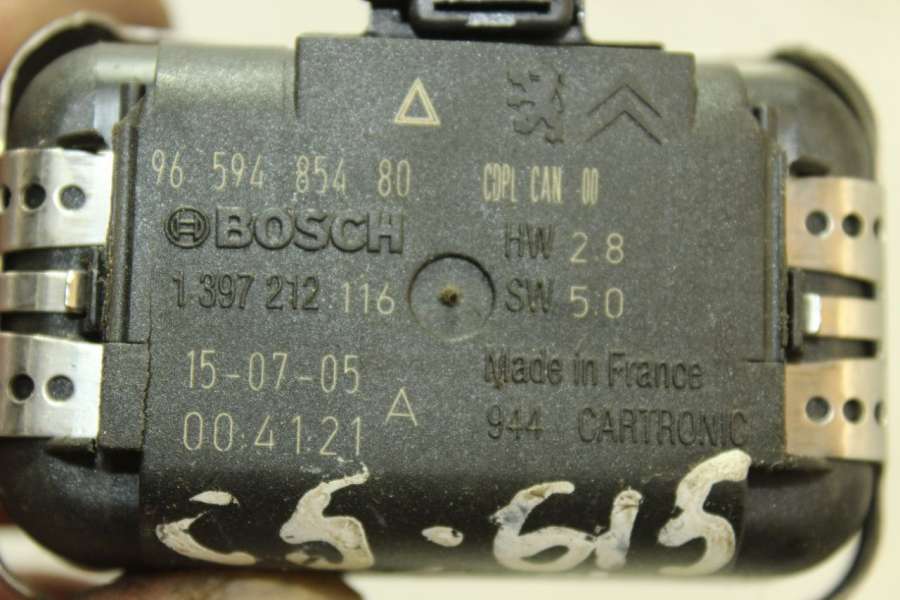 96 594 854 80 CDPL CAN 00
BOSCH HW 2.8
1 397 212 116 SW 5.0
15-07-05 Made in France
00:41:21 A 944 CARTRONIC
C5-615